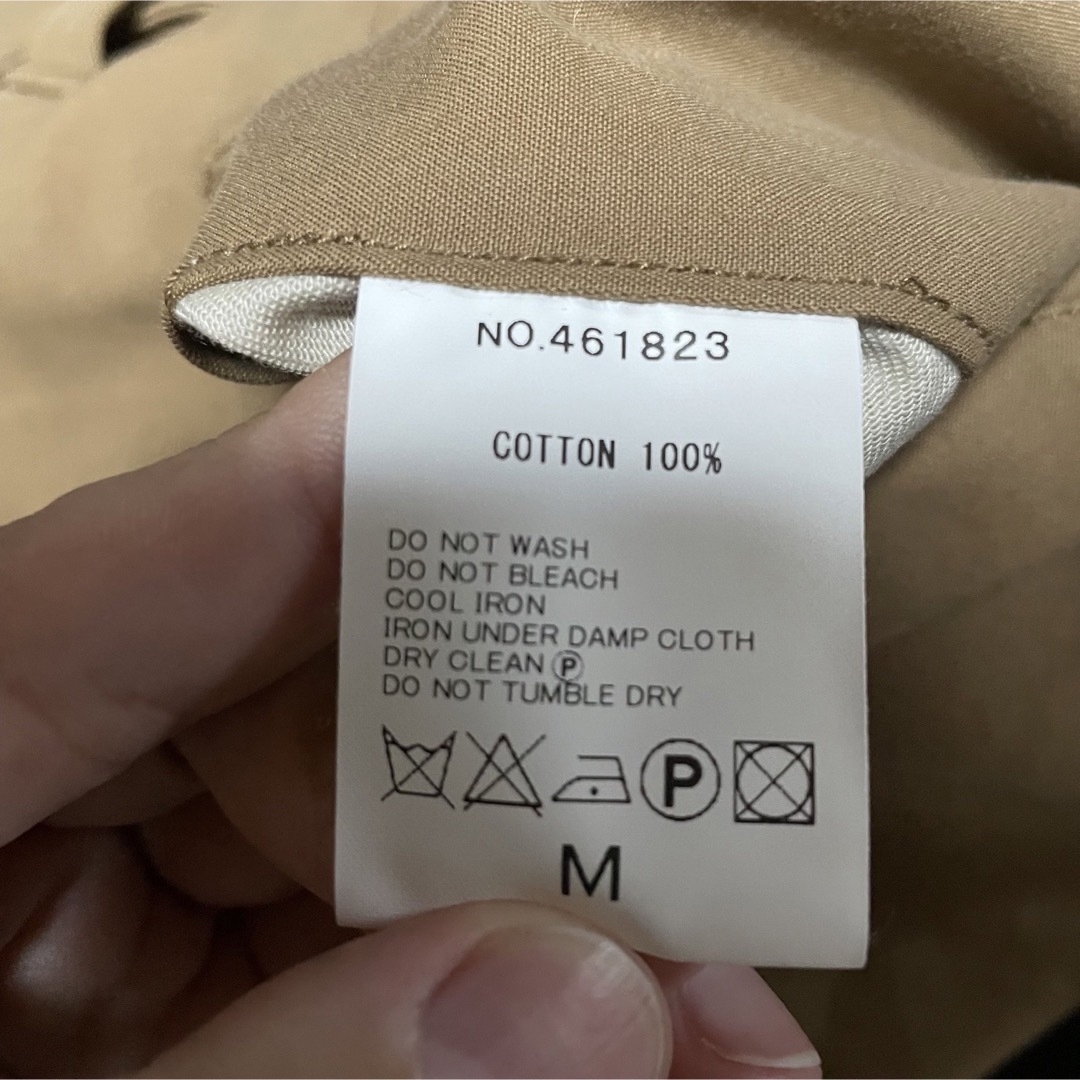 NO.461823
COTTON 100%
DO NOT WASH
DO NOT BLEACH
COOL IRON
IRON UNDER DAMP CLOTH
DRY CLEAN Ⓟ
DO NOT TUMBLE DRY
P
M